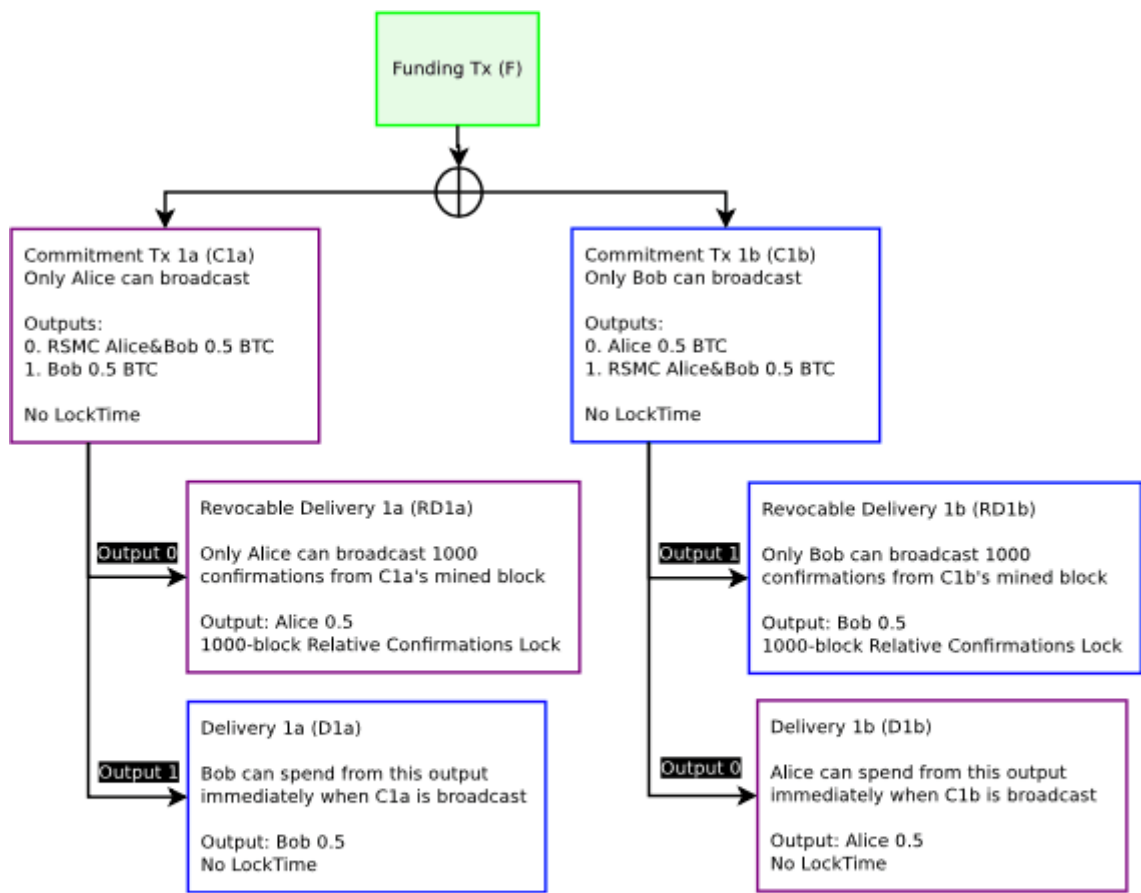 Funding Tx (F)
Commitment Tx 1a (C1a)
Only Alice can broadcast
Outputs:
0. RSMC Alice&Bob 0.5 BTC
1. Bob 0.5 BTC
No LockTime
Commitment Tx 1b (C1b)
Only Bob can broadcast
Outputs:
0. Alice 0.5 BTC
1. RSMC Alice&Bob 0.5 BTC
No LockTime
Output 0
Revocable Delivery 1a (RD1a)
Only Alice can broadcast 1000
confirmations from C1a's mined block
Output: Alice 0.5
1000-block Relative Confirmations Lock
Output 1
Revocable Delivery 1b (RD1b)
Only Bob can broadcast 1000
confirmations from C1b's mined block
Output: Bob 0.5
1000-block Relative Confirmations Lock
Output 1
Delivery 1a (D1a)
Bob can spend from this output
immediately when C1a is broadcast
Output: Bob 0.5
No LockTime
Output 0
Delivery 1b (D1b)
Alice can spend from this output
immediately when C1b is broadcast
Output: Alice 0.5
No LockTime